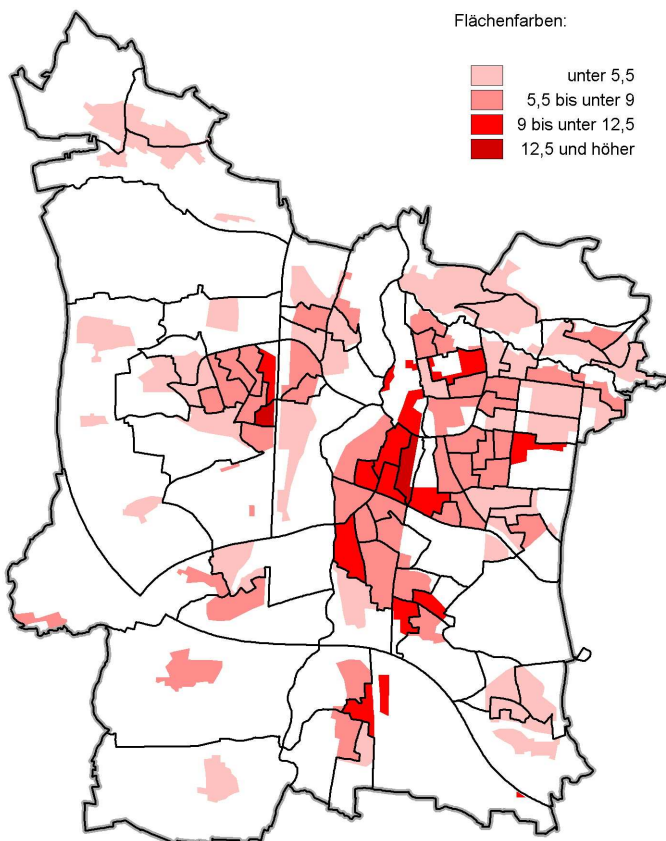 Flächenfarben:
unter 5,5
5,5 bis unter 9
9 bis unter 12,5
12,5 und höher